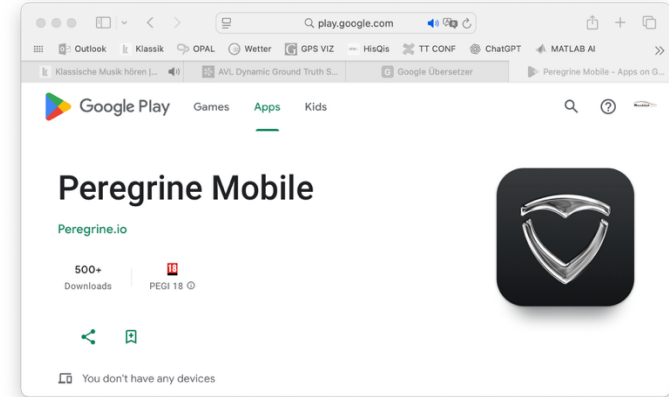 play.google.com
Outlook Klassik OPAL Wetter GPS VIZ HisQis TT CONF ChatGPT MATLAB AI
Klassische Musik hören |... AVL Dynamic Ground Truth S... Google Übersetzer Peregrine Mobile - Apps on G...
Google Play Games Apps Kids
Peregrine Mobile
Peregrine.io
500+ 18
Downloads PEGI 18
You don't have any devices